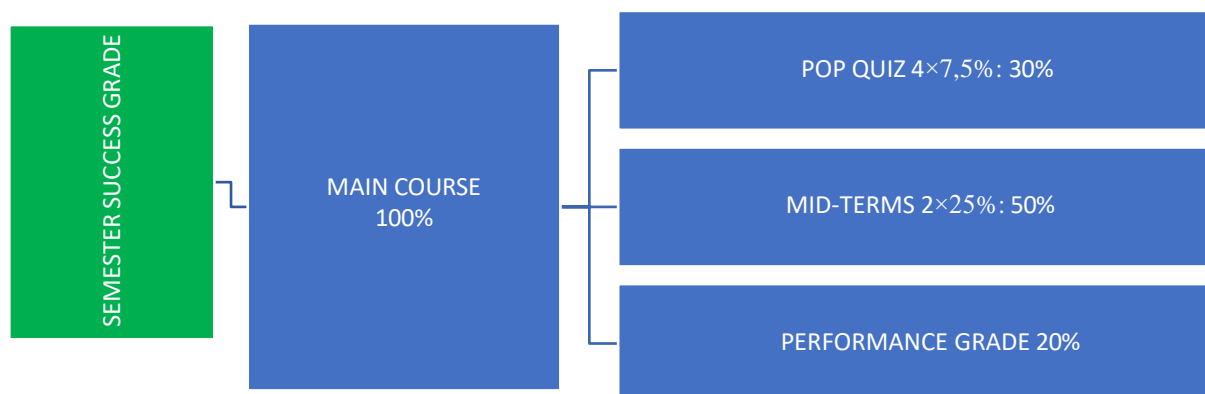 SEMESTER SUCCESS GRADE
MAIN COURSE
100%
POP QUIZ 4×7,5%: 30%
MID-TERMS 2×25%: 50%
PERFORMANCE GRADE 20%